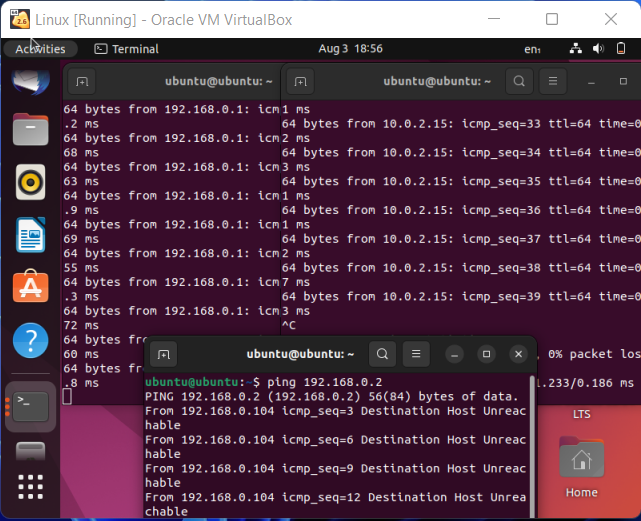 Linux [Running] - Oracle VM VirtualBox
Activities
Terminal
Aug 3 18:56
en₁
ubuntu@ubuntu: ~
64 bytes from 192.168.0.1: icm
.2 ms
64 bytes from 192.168.0.1: icm
68 ms
64 bytes from 192.168.0.1: icm
63 ms
64 bytes from 192.168.0.1: icm
.9 ms
64 bytes from 192.168.0.1: icm
69 ms
64 bytes from 192.168.0.1: icm
55 ms
64 bytes from 192.168.0.1: icm
.3 ms
64 bytes from 192.168.0.1: icm
72 ms
64 bytes from 192.168.0.1: icm
60 ms
64 bytes fro
.8 ms
ubuntu@ubuntu: ~
1 ms
64 bytes from 10.0.2.15: icmp_seq=33 ttl=64 time=0
2 ms
64 bytes from 10.0.2.15: icmp_seq=34 ttl=64 time=0
3 ms
64 bytes from 10.0.2.15: icmp_seq=35 ttl=64 time=0
1 ms
64 bytes from 10.0.2.15: icmp_seq=36 ttl=64 time=0
1 ms
64 bytes from 10.0.2.15: icmp_seq=37 ttl=64 time=0
2 ms
64 bytes from 10.0.2.15: icmp_seq=38 ttl=64 time=0
7 ms
64 bytes from 10.0.2.15: icmp_seq=39 ttl=64 time=0
3 ms
^C
, 0% packet los
1.233/0.186 ms
ubuntu@ubuntu: ~
ubuntu@ubuntu:~$ ping 192.168.0.2
PING 192.168.0.2 (192.168.0.2) 56(84) bytes of data.
From 192.168.0.104 icmp_seq=3 Destination Host Unreac
hable
From 192.168.0.104 icmp_seq=6 Destination Host Unreac
hable
From 192.168.0.104 icmp_seq=9 Destination Host Unreac
hable
From 192.168.0.104 icmp_seq=12 Destination Host Unrea
chable
LTS
Home